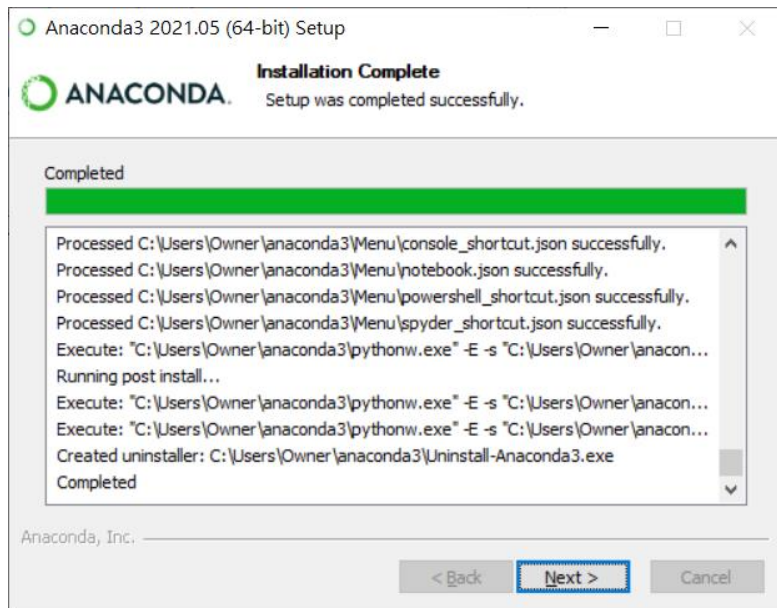 Anaconda3 2021.05 (64-bit) Setup
ANACONDA.
Installation Complete
Setup was completed successfully.
Completed
Processed C:\Users\Owner\anaconda3\Menu\console_shortcut.json successfully.
Processed C:\Users\Owner\anaconda3\Menu\notebook.json successfully.
Processed C:\Users\Owner\anaconda3\Menu\powershell_shortcut.json successfully.
Processed C:\Users\Owner\anaconda3\Menu\spyder_shortcut.json successfully.
Execute: "C:\Users\Owner\anaconda3\pythonw.exe" -E -s "C:\Users\Owner\anacon...
Running post install...
Execute: "C:\Users\Owner\anaconda3\pythonw.exe" -E -s "C:\Users\Owner\anacon...
Execute: "C:\Users\Owner\anaconda3\pythonw.exe" -E -s "C:\Users\Owner\anacon...
Created uninstaller: C:\Users\Owner\anaconda3\Uninstall-Anaconda3.exe
Completed
Anaconda, Inc.
< Back
Next >
Cancel